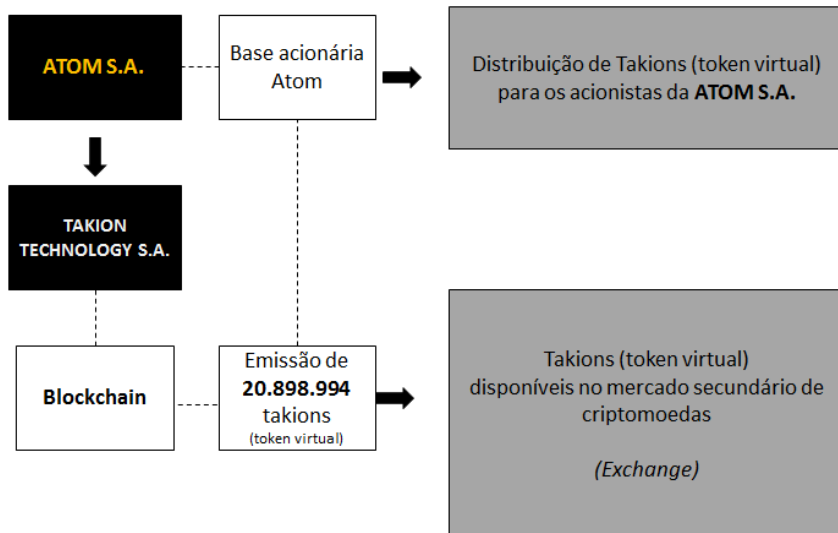 ATOM S.A.
Base acionária
Atom
Distribuição de Takions (token virtual)
para os acionistas da ATOM S.A.
TAKION
TECHNOLOGY S.A.
Blockchain
Emissão de
20.898.994
takions
(token virtual)
Takions (token virtual)
disponíveis no mercado secundário de
criptomoedas
(Exchange)